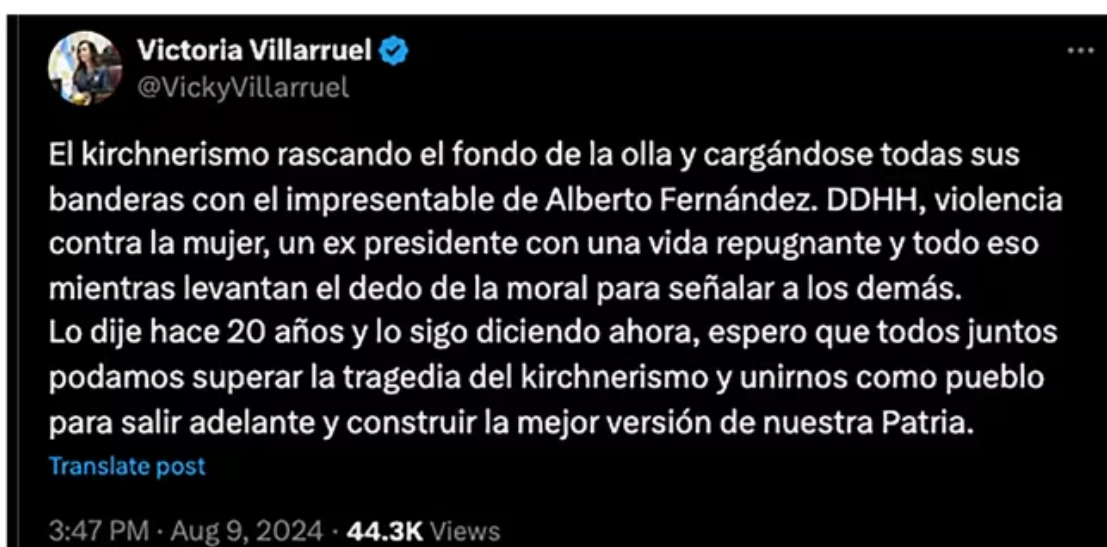 Victoria Villarruel
@VickyVillarruel
El kirchnerismo rascando el fondo de la olla y cargándose todas sus
banderas con el impresentable de Alberto Fernández. DDHH, violencia
contra la mujer, un ex presidente con una vida repugnante y todo eso
mientras levantan el dedo de la moral para señalar a los demás.
Lo dije hace 20 años y lo sigo diciendo ahora, espero que todos juntos
podamos superar la tragedia del kirchnerismo y unirnos como pueblo
para salir adelante y construir la mejor versión de nuestra Patria.
Translate post
3:47 PM · Aug 9, 2024 · 44.3K Views